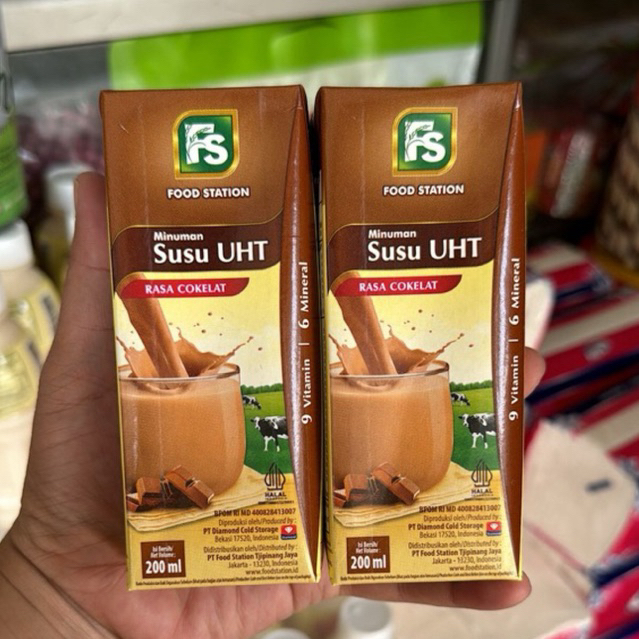 FS
FOOD STATION
Minuman
Susu UHT
RASA COKELAT
9 Vitamin | 6 Mineral
HALAL
BPOM RI MD 400828413007
Diproduksi oleh/Produced by :
PT Diamond Cold Storage
Bekasi 17520, Indonesia
Didistribusikan oleh/Distributed by :
PT Food Station Tjipinang Jaya
Jakarta - 13230, Indonesia
www.foodstation.id
Isi Bersih/
Net Volume:
200 ml
FS
FOOD STATION
Minuman
Susu UHT
RASA COKELAT
9 Vitamin | 6 Mineral
HALAL
BPOM RI MD 400828413007
Diproduksi oleh/Produced by :
PT Diamond Cold Storage
Bekasi 17520, Indonesia
Didistribusikan oleh/Distributed by :
PT Food Station Tjipinang Jaya
Jakarta - 13230, Indonesia
www.foodstation.id
Isi Bersih/
Net Volume:
200 ml